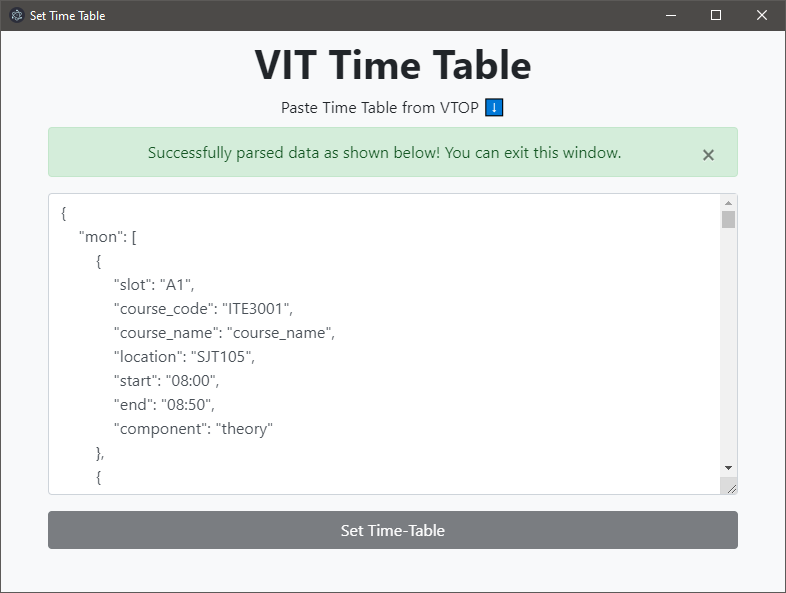 Set Time Table
VIT Time Table
Paste Time Table from VTOP ⬇
Successfully parsed data as shown below! You can exit this window.
×
{
"mon": [
{
"slot": "A1",
"course_code": "ITE3001",
"course_name": "course_name",
"location": "SJT105",
"start": "08:00",
"end": "08:50",
"component": "theory"
},
{
Set Time-Table